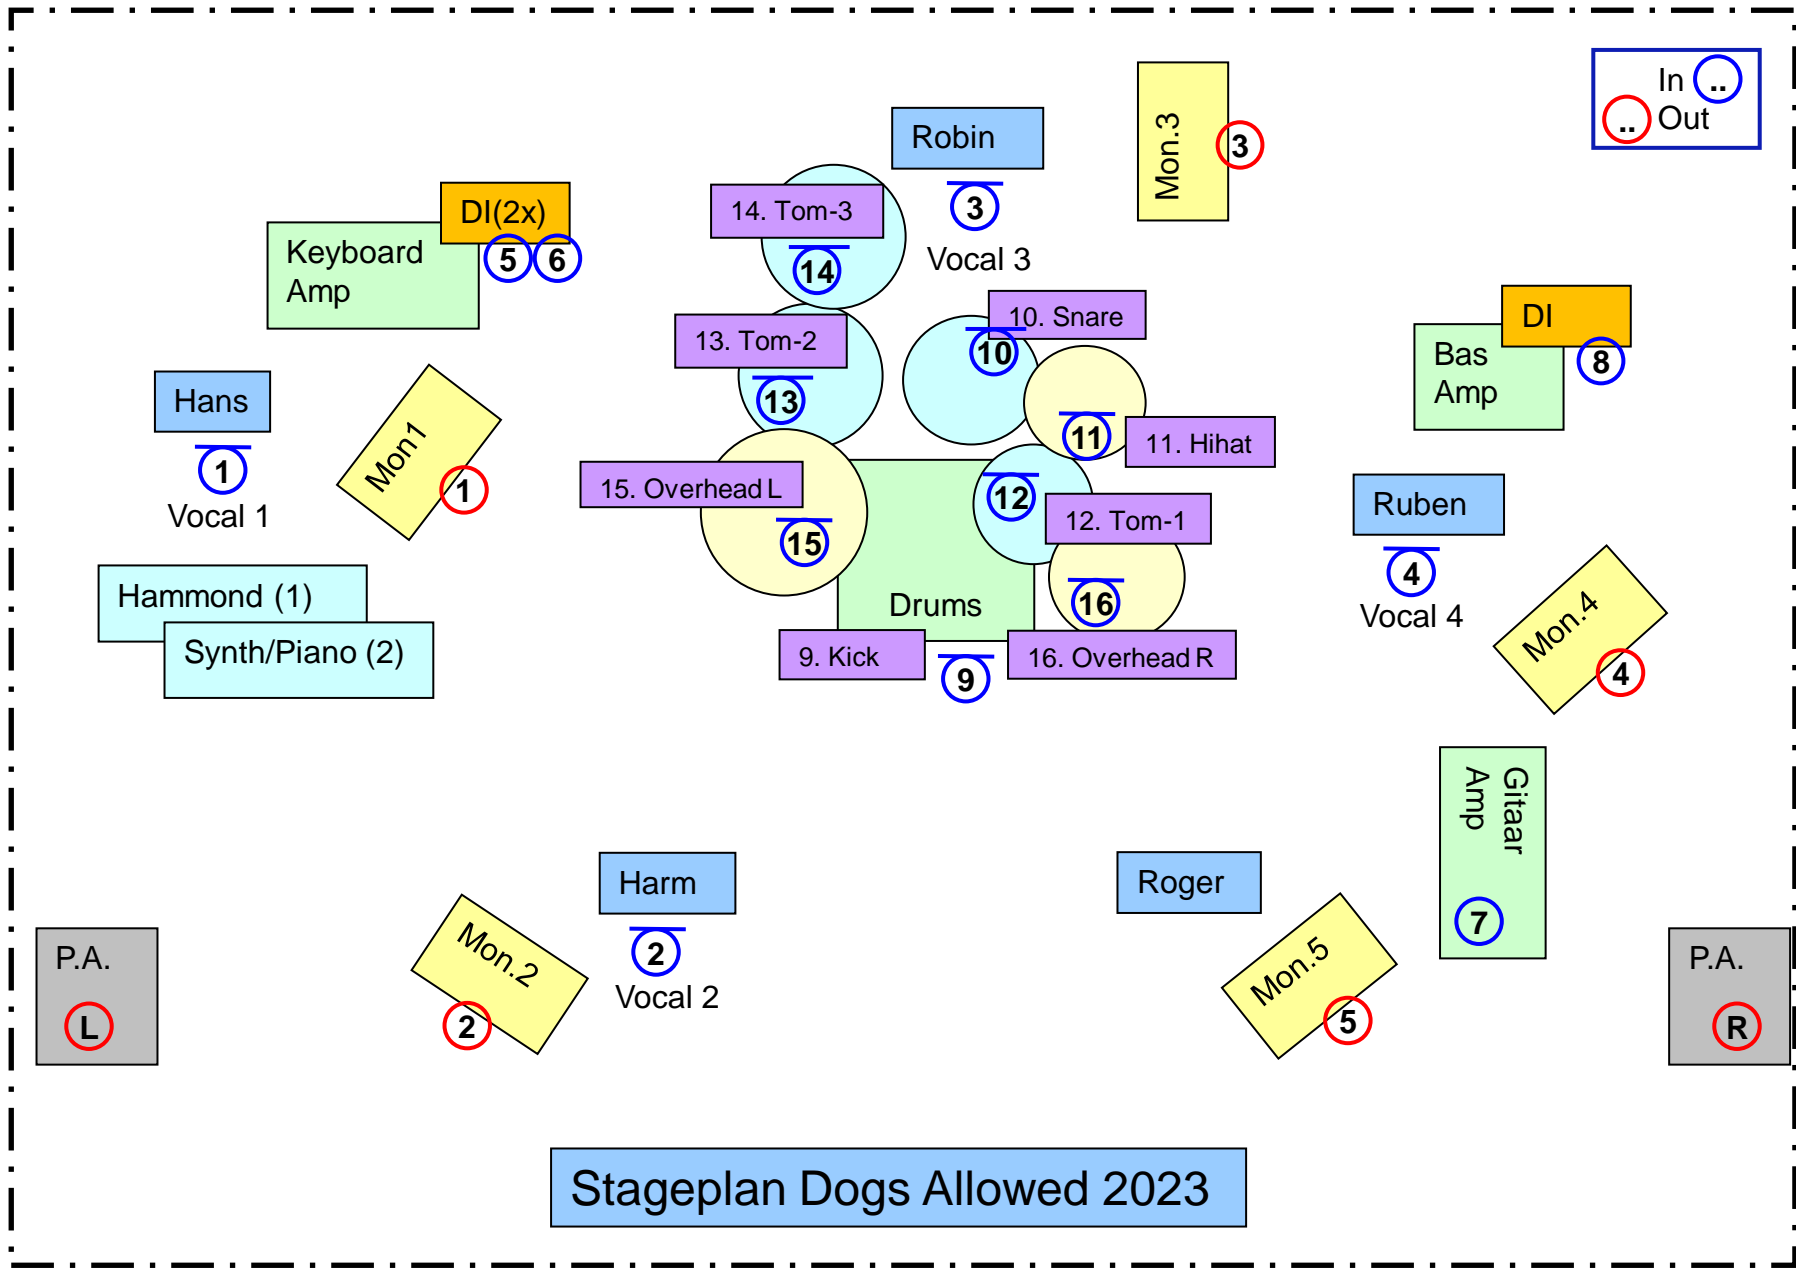 In ..
.. Out
Robin
3
Vocal 3
Mon.3
3
DI(2x)
5 6
Keyboard
Amp
14. Tom-3
14
13. Tom-2
13
10. Snare
10
11
11. Hihat
DI
8
Bas
Amp
Hans
1
Vocal 1
Mon1
1
15. Overhead L
15
12
12. Tom-1
16
Drums
9. Kick
9
16. Overhead R
Ruben
4
Vocal 4
Mon.4
4
Hammond (1)
Synth/Piano (2)
Gitaar
Amp
7
Harm
2
Vocal 2
Mon.2
2
Roger
Mon.5
5
P.A.
L
P.A.
R
Stageplan Dogs Allowed 2023